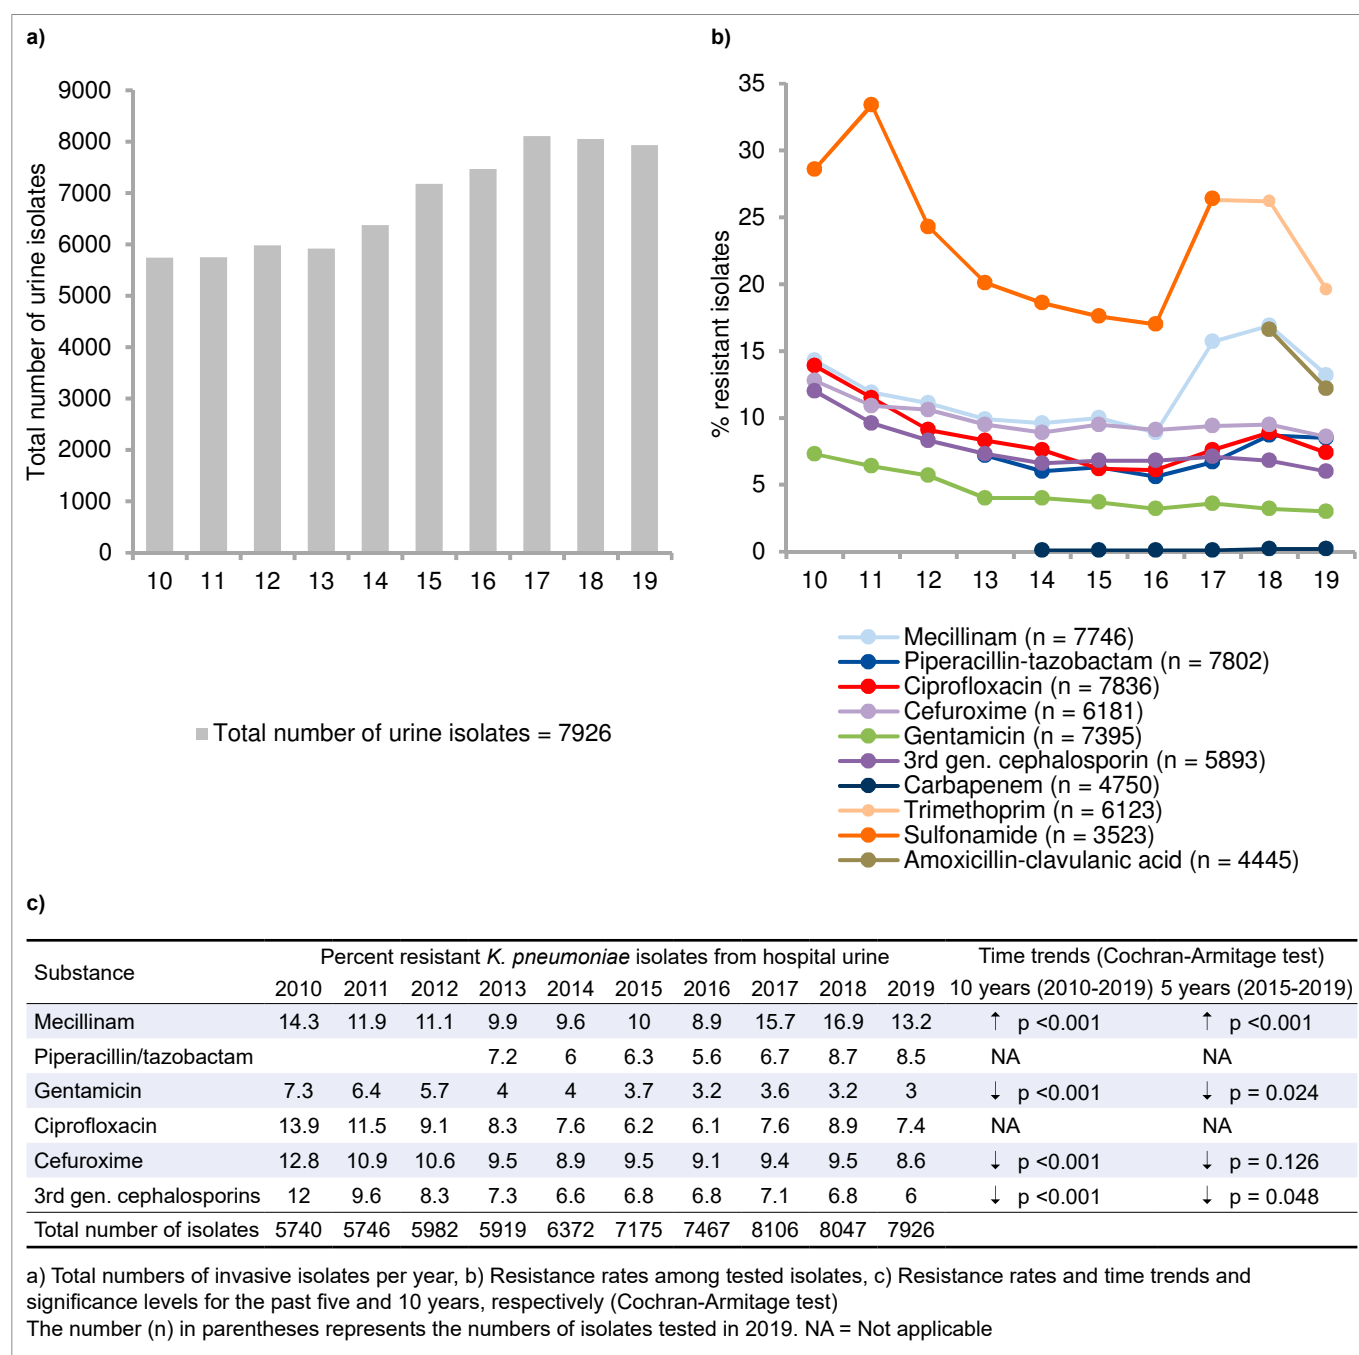 a)
Total number of urine isolates
9000
8000
7000
6000
5000
4000
3000
2000
1000
0
10 11 12 13 14 15 16 17 18 19
Total number of urine isolates = 7926
b)
% resistant isolates
35
30
25
20
15
10
5
0
10 11 12 13 14 15 16 17 18 19
Mecillinam (n = 7746)
Piperacillin-tazobactam (n = 7802)
Ciprofloxacin (n = 7836)
Cefuroxime (n = 6181)
Gentamicin (n = 7395)
3rd gen. cephalosporin (n = 5893)
Carbapenem (n = 4750)
Trimethoprim (n = 6123)
Sulfonamide (n = 3523)
Amoxicillin-clavulanic acid (n = 4445)
c)
Substance Percent resistant K. pneumoniae isolates from hospital urine Time trends (Cochran-Armitage test)
2010 2011 2012 2013 2014 2015 2016 2017 2018 2019 10 years (2010-2019) 5 years (2015-2019)
Mecillinam 14.3 11.9 11.1 9.9 9.6 10 8.9 15.7 16.9 13.2 ↑ p <0.001 ↑ p <0.001
Piperacillin/tazobactam 7.2 6 6.3 5.6 6.7 8.7 8.5 NA NA
Gentamicin 7.3 6.4 5.7 4 4 3.7 3.2 3.6 3.2 3 ↓ p <0.001 ↓ p = 0.024
Ciprofloxacin 13.9 11.5 9.1 8.3 7.6 6.2 6.1 7.6 8.9 7.4 NA NA
Cefuroxime 12.8 10.9 10.6 9.5 8.9 9.5 9.1 9.4 9.5 8.6 ↓ p <0.001 ↓ p = 0.126
3rd gen. cephalosporins 12 9.6 8.3 7.3 6.6 6.8 6.8 7.1 6.8 6 ↓ p <0.001 ↓ p = 0.048
Total number of isolates 5740 5746 5982 5919 6372 7175 7467 8106 8047 7926
a) Total numbers of invasive isolates per year, b) Resistance rates among tested isolates, c) Resistance rates and time trends and
significance levels for the past five and 10 years, respectively (Cochran-Armitage test)
The number (n) in parentheses represents the numbers of isolates tested in 2019. NA = Not applicable